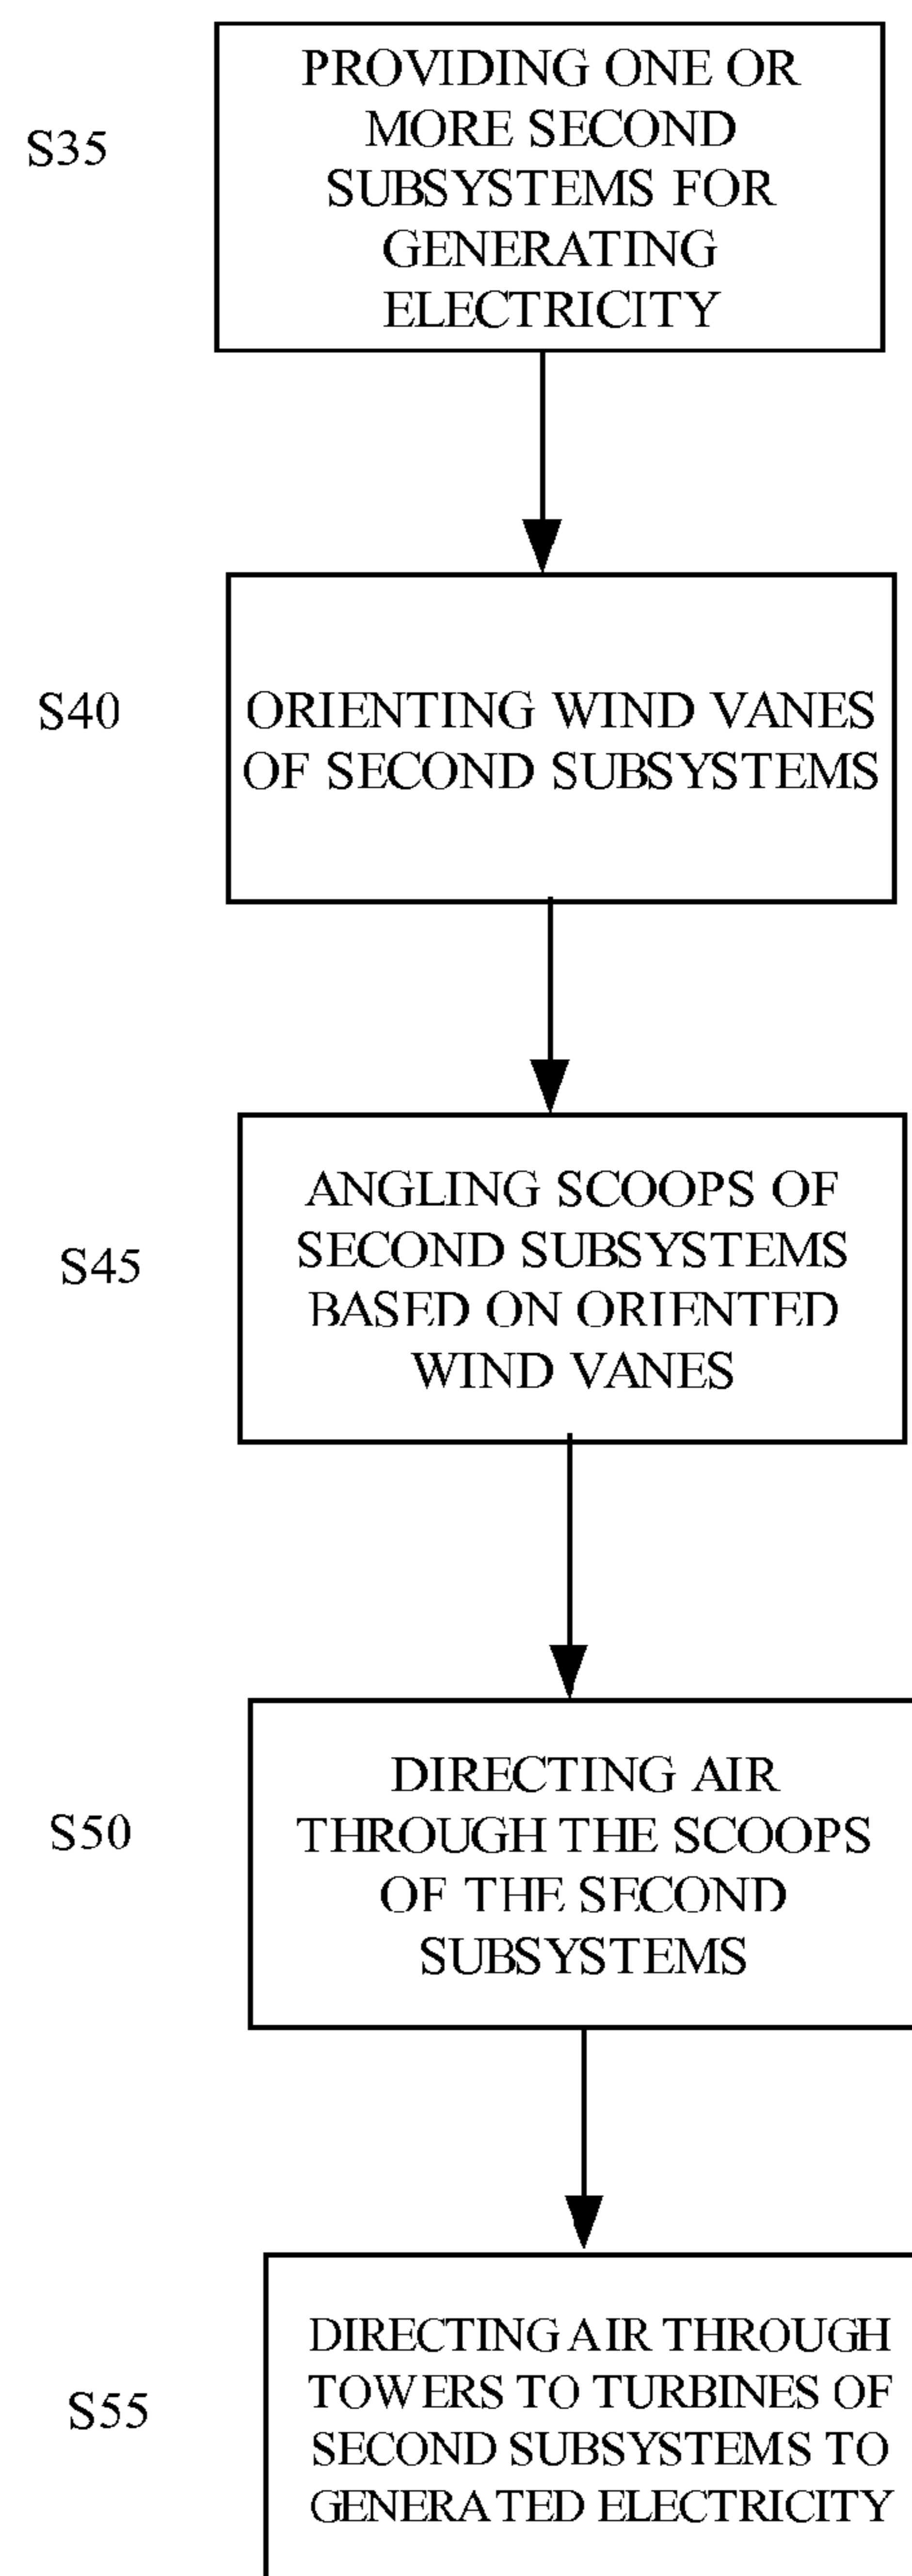 S35
PROVIDING ONE OR
MORE SECOND
SUBSYSTEMS FOR
GENERATING
ELECTRICITY
S40
ORIENTING WIND VANES
OF SECOND SUBSYSTEMS
S45
ANGLING SCOOPS OF
SECOND SUBSYSTEMS
BASED ON ORIENTED
WIND VANES
S50
DIRECTING AIR
THROUGH THE SCOOPS
OF THE SECOND
SUBSYSTEMS
S55
DIRECTING AIR THROUGH
TOWERS TO TURBINES OF
SECOND SUBSYSTEMS TO
GENERATED ELECTRICITY